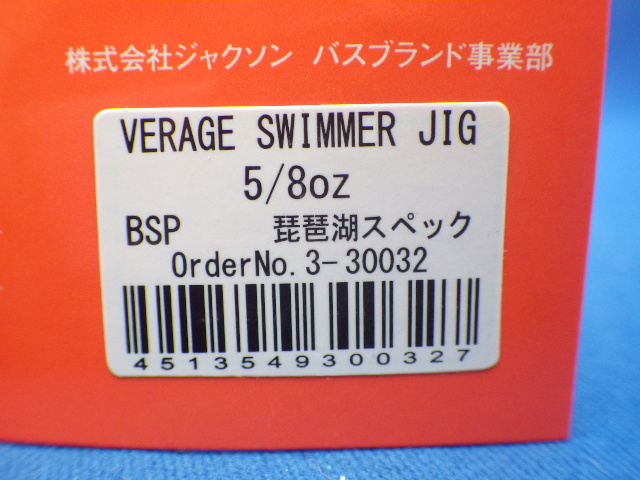 株式会社ジャクソン バスブランド事業部
VERAGE SWIMMER JIG
5/8oz
BSP 琵琶湖スペック
OrderNo.3-30032
4513549300327